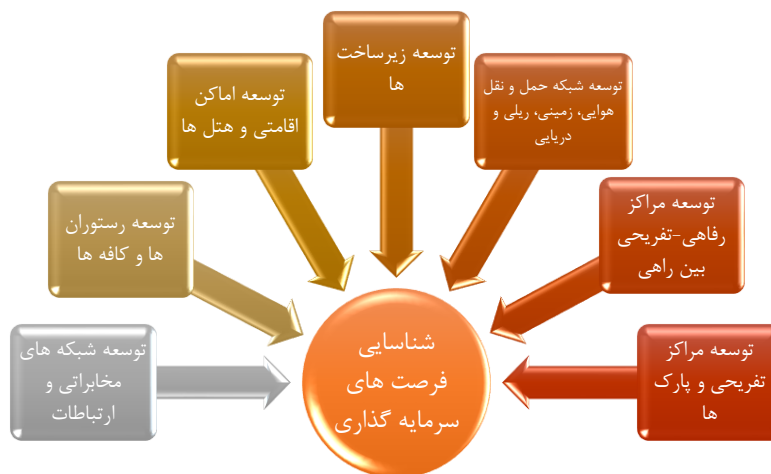 توسعه زیرساخت
ها
توسعه شبکه حمل و نقل
هوایی، زمینی، ریلی و
دریایی
توسعه اماکن
اقامتی و هتل ها
توسعه مراکز
رفاهی-تفریحی
بین راهی
توسعه رستوران
ها و کافه ها
توسعه مراکز
تفریحی و پارک
ها
توسعه شبکه های
مخابراتی و
ارتباطات
شناسایی
فرصت های
سرمایه گذاری